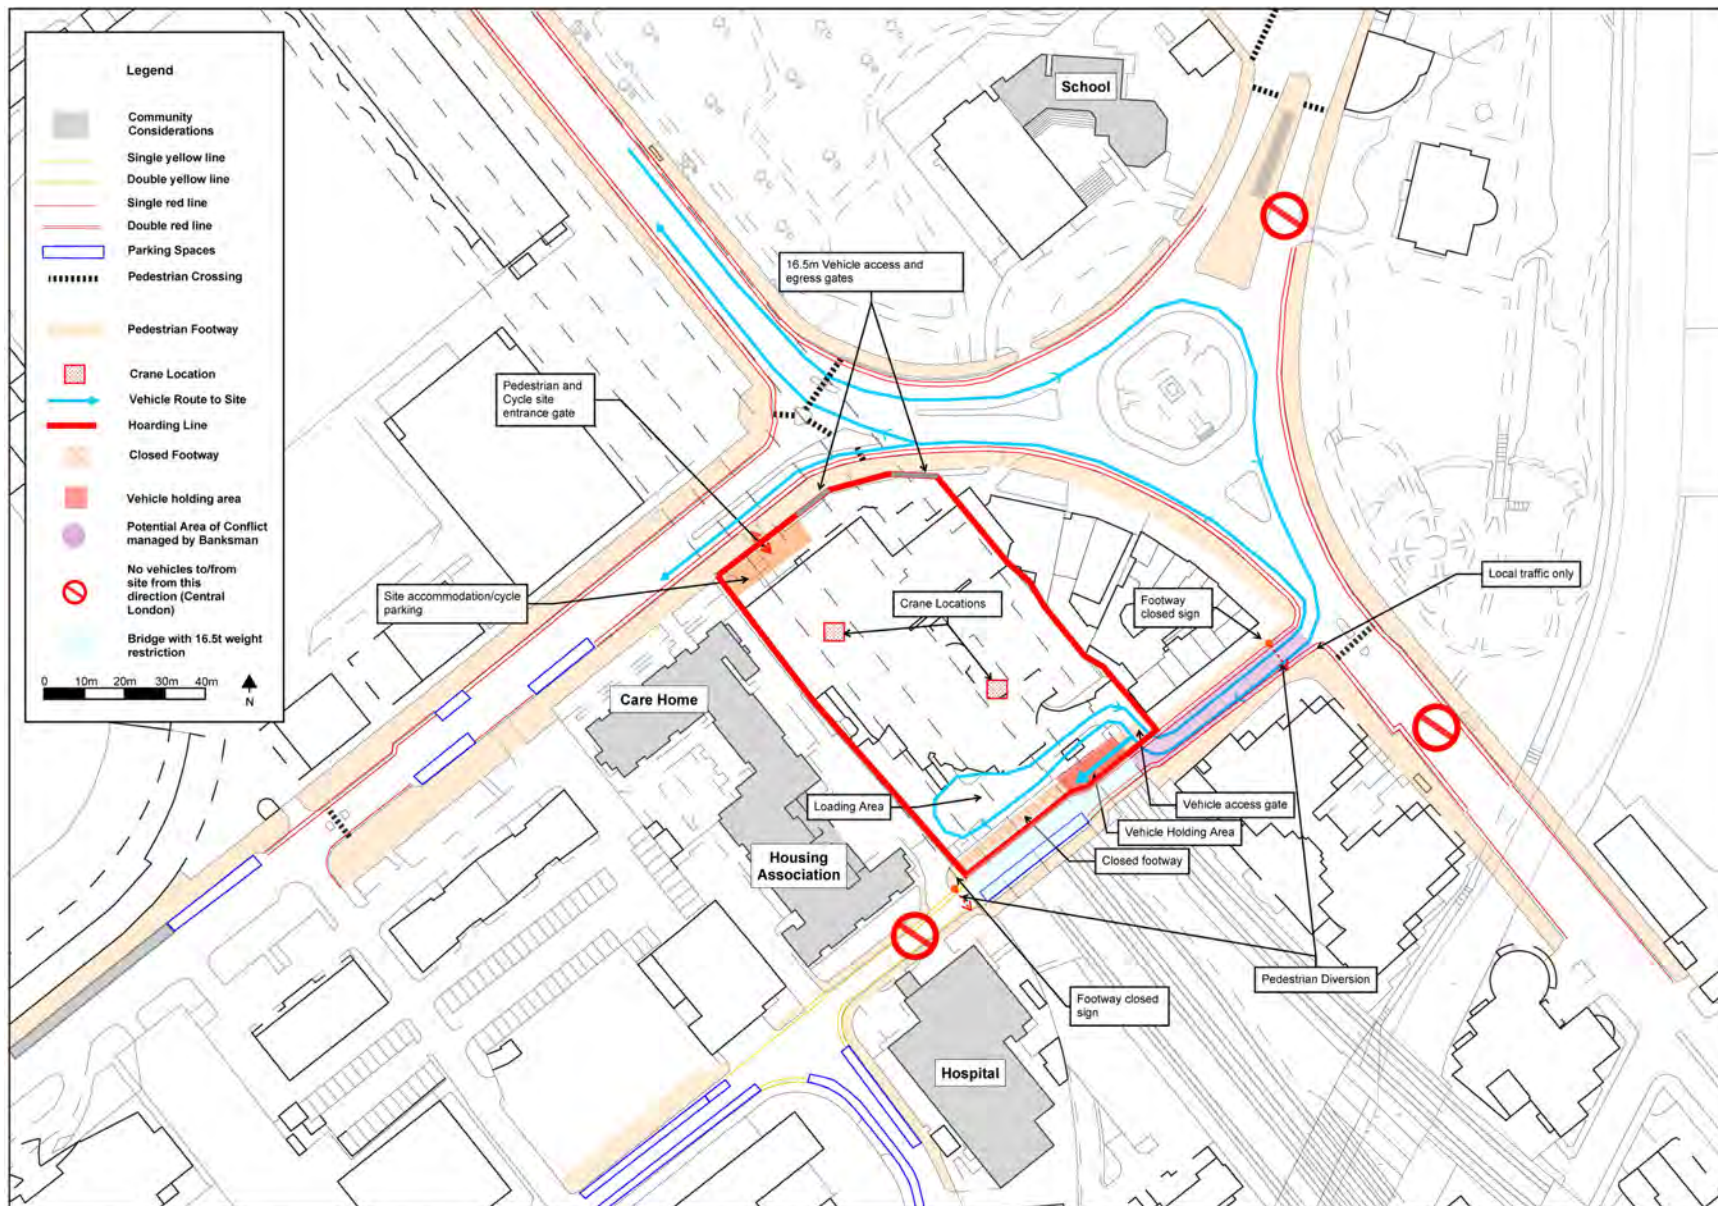 Legend
Community
Considerations
Single yellow line
Double yellow line
Single red line
Double red line
Parking Spaces
Pedestrian Crossing
Pedestrian Footway
Crane Location
Vehicle Route to Site
Hoarding Line
Closed Footway
Vehicle holding area
Potential Area of Conflict
managed by Banksman
No vehicles to/from
site from this
direction (Central
London)
Bridge with 16.5t weight
restriction
0 10m 20m 30m 40m
N
School
16.5m Vehicle access and
egress gates
Pedestrian and
Cycle site
entrance gate
Site accommodation/cycle
parking
Crane Locations
Footway
closed sign
Local traffic only
Care Home
Loading Area
Vehicle access gate
Vehicle Holding Area
Closed footway
Housing
Association
Pedestrian Diversion
Footway closed
sign
Hospital